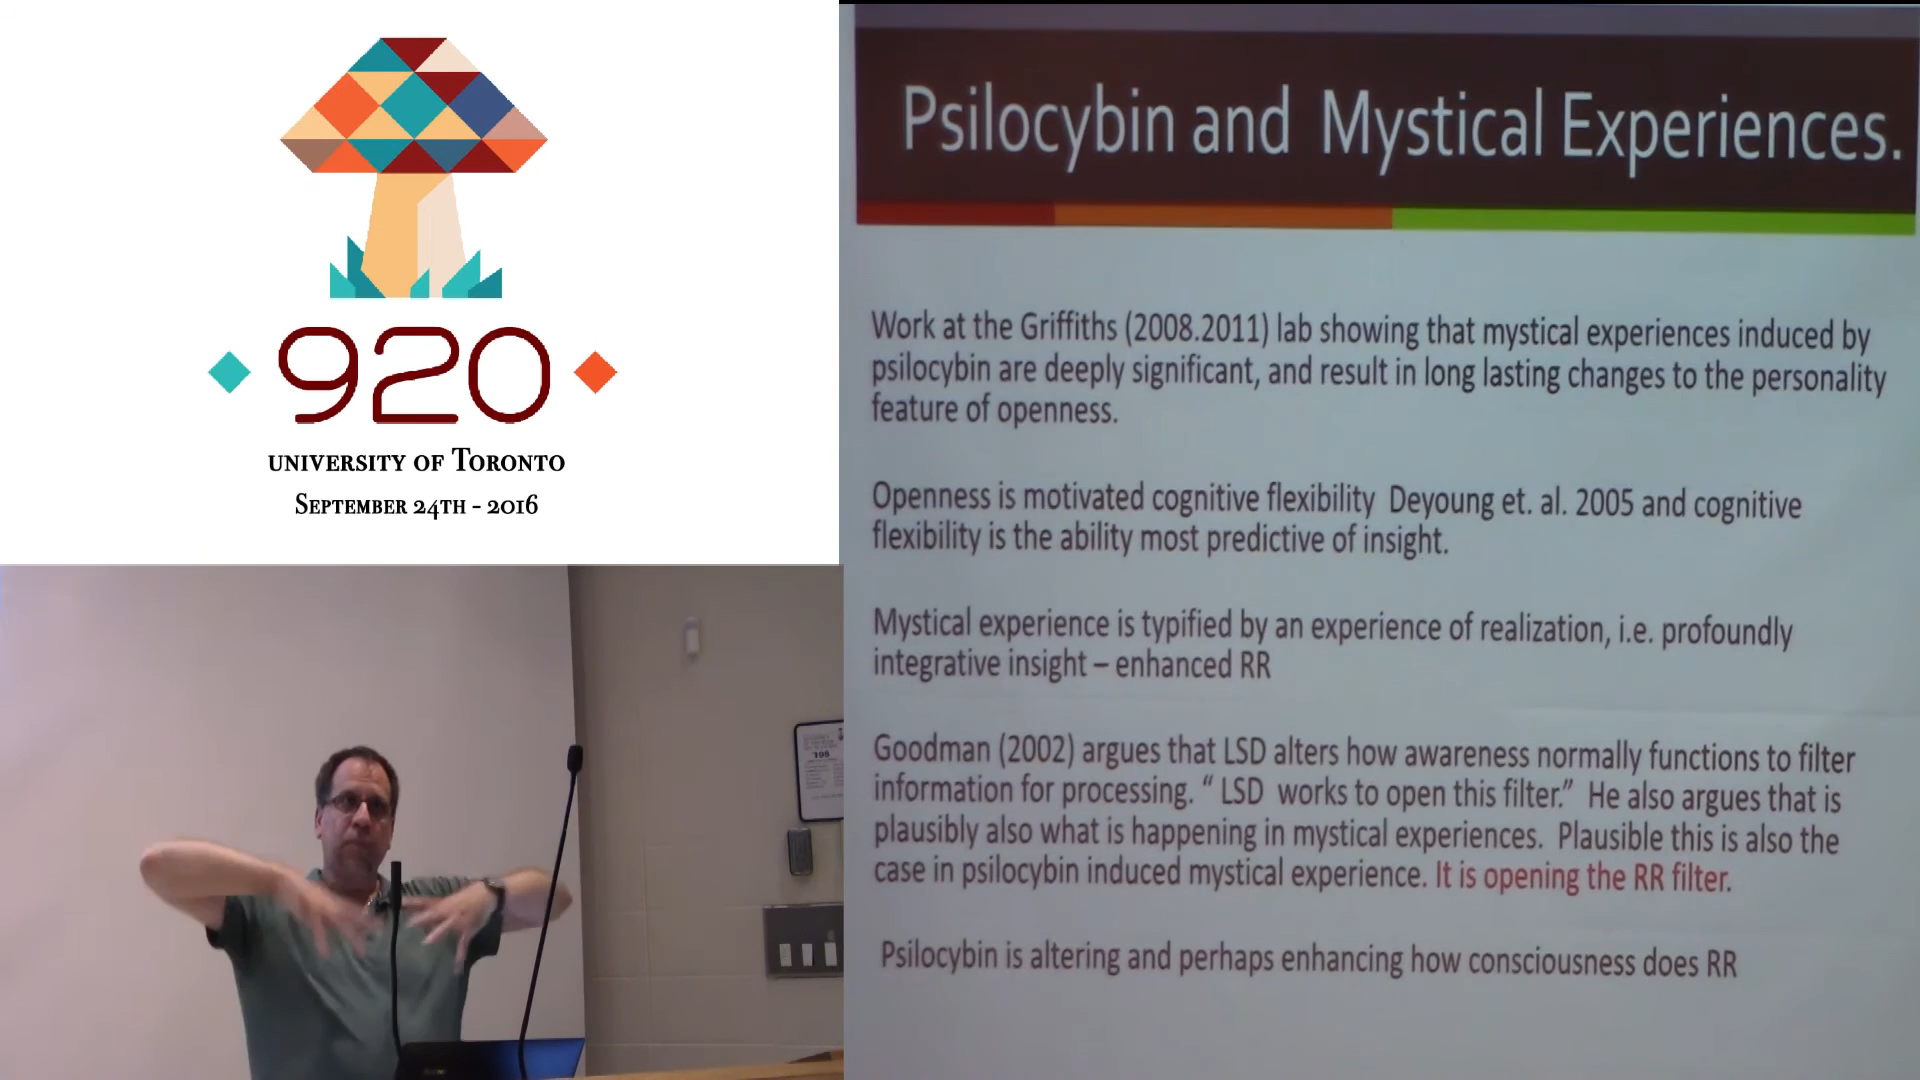 920
UNIVERSITY OF TORONTO
SEPTEMBER 24TH - 2016
Psilocybin and Mystical Experiences.
Work at the Griffiths (2008.2011) lab showing that mystical experiences induced by
psilocybin are deeply significant, and result in long lasting changes to the personality
feature of openness.
Openness is motivated cognitive flexibility Deyoung et. al. 2005 and cognitive
flexibility is the ability most predictive of insight.
Mystical experience is typified by an experience of realization, i.e. profoundly
integrative insight – enhanced RR
Goodman (2002) argues that LSD alters how awareness normally functions to filter
information for processing. “ LSD works to open this filter.” He also argues that is
plausibly also what is happening in mystical experiences. Plausible this is also the
case in psilocybin induced mystical experience. It is opening the RR filter.
Psilocybin is altering and perhaps enhancing how consciousness does RR